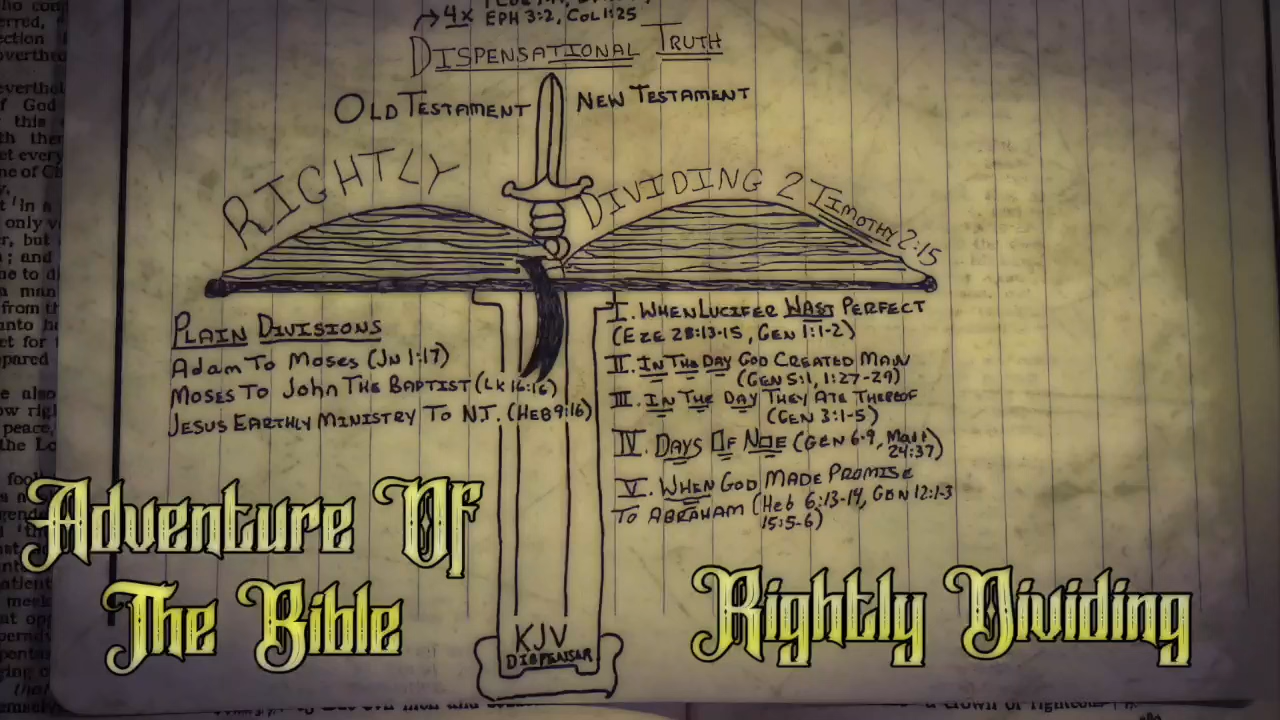 →4x EPH 3:2, COL 1:25
DISPENSATIONAL TRUTH
OLD TESTAMENT NEW TESTAMENT
RIGHTLY DIVIDING 2 TIMOTHY 2:15
PLAIN DIVISIONS
Adam To Moses (Jn 1:17)
MOSES TO JOHN THE BAPTIST (LK 16:16)
JESUS EARTHLY MINISTRY TO N.T. (HEB 9:16)
I. WHEN LUCIFER WAST PERFECT
(EZE 28:13-15, GEN 1:1-2)
II. IN THE DAY GOD CREATED MAN
(GEN 5:1, 1:27-29)
III. IN THE DAY THEY ATE THEREOF
(GEN 3:1-5)
IV. DAYS OF NOE (GEN 6-9, Matt
24:37)
V. WHEN GOD MADE PROMISE
TO ABRAHAM (Heb 6:13-14, GEN 12:1-3
15:5-6)
KJV
DISPENSAR
Adventure Of
The Bible
Rightly Dividing